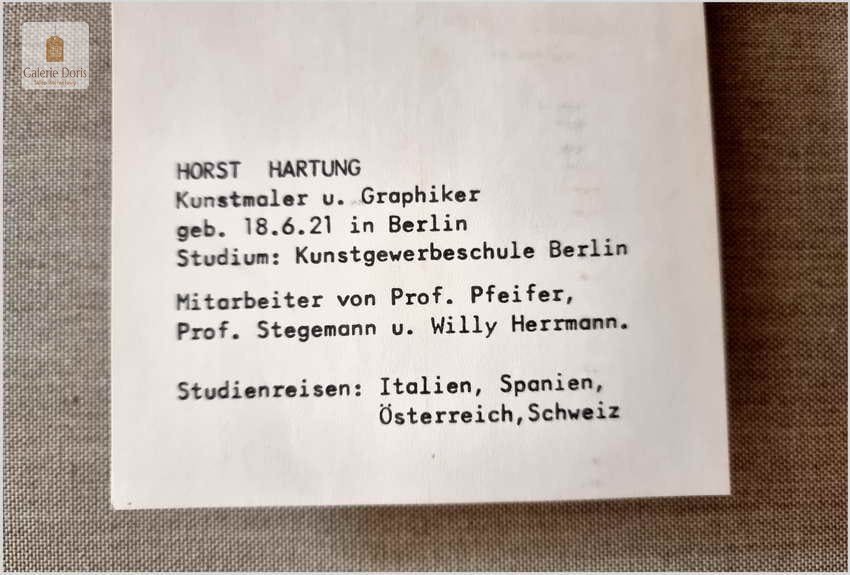 Galerie Doris
HORST HARTUNG
Kunstmaler u. Graphiker
geb. 18.6.21 in Berlin
Studium: Kunstgewerbeschule Berlin
Mitarbeiter von Prof. Pfeifer,
Prof. Stegemann u. Willy Herrmann.
Studienreisen: Italien, Spanien,
Österreich,Schweiz